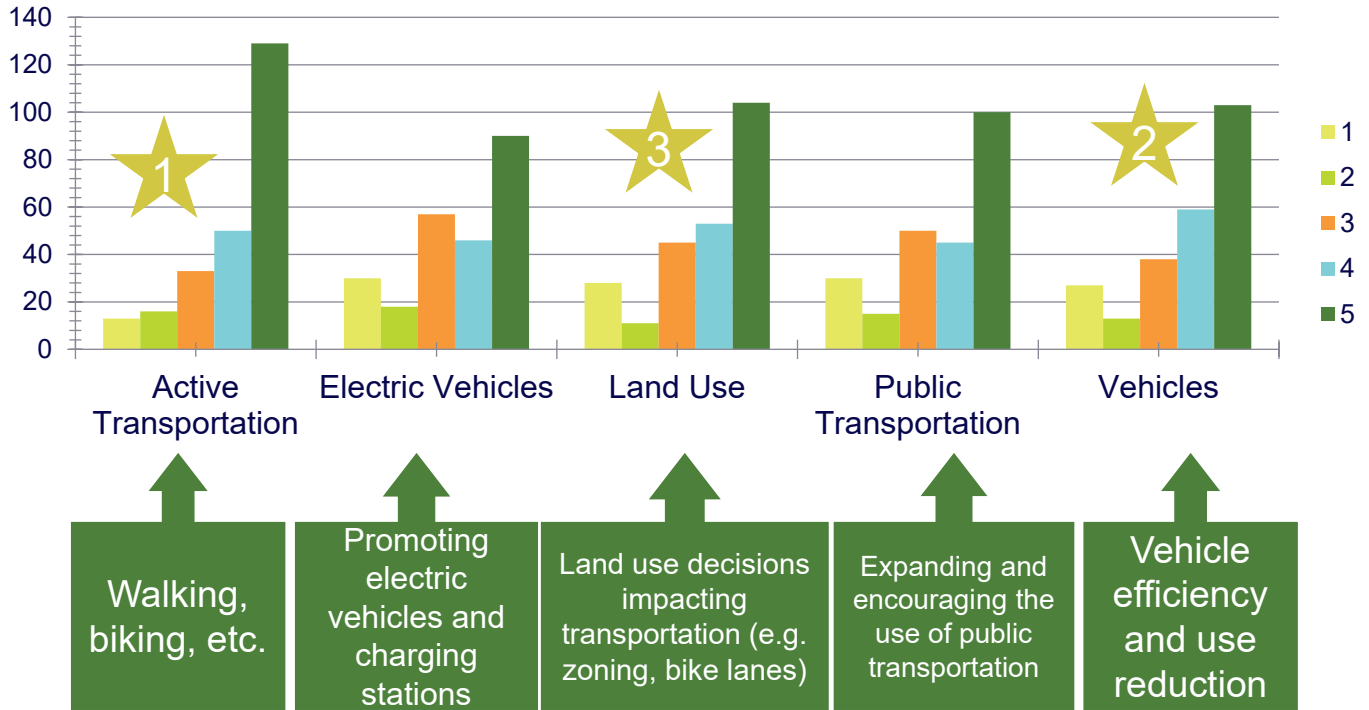 140
120
100
80
60
40
20
0
1
3
2
1
2
3
4
5
Active
Transportation
Electric Vehicles
Land Use
Public
Transportation
Vehicles
Walking,
biking, etc.
Promoting
electric
vehicles and
charging
stations
Land use decisions
impacting
transportation (e.g.
zoning, bike lanes)
Expanding and
encouraging the
use of public
transportation
Vehicle
efficiency
and use
reduction